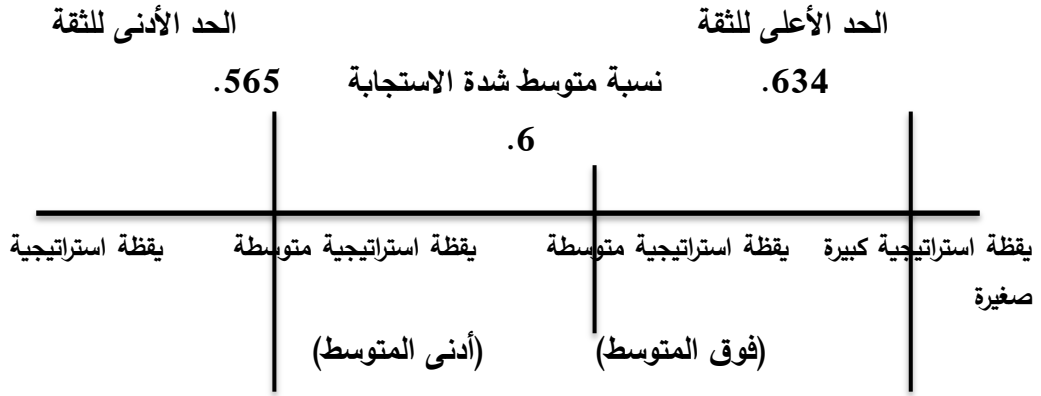 الحد الأعلى للثقة الحد الأدنى للثقة
.634 نسبة متوسط شدة الاستجابة .565
.6
يقظة استراتيجية كبيرة يقظة استراتيجية متوسطة يقظة استراتيجية متوسطة يقظة استراتيجية
صغيرة
(فوق المتوسط) (أدنى المتوسط)